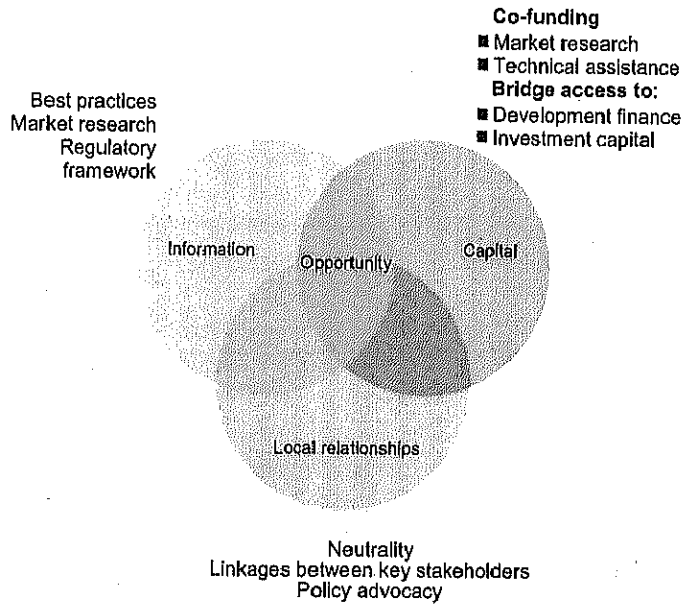 Co-funding
■ Market research
■ Technical assistance
Bridge access to:
■ Development finance
■ Investment capital
Best practices
Market research
Regulatory
framework
Information
Opportunity
Capital
Local relationships
Neutrality
Linkages between key stakeholders
Policy advocacy